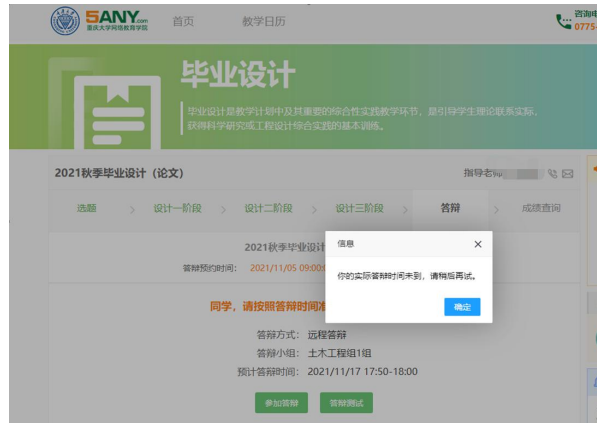 5ANY.com
重庆大学网络教育学院
首页
教学日历
咨询电
0775-
毕业设计
毕业设计是教学计划中及其重要的综合性实践教学环节，是引导学生理论联系实际，
获得科学研究或工程设计综合实践的基本训练。
2021秋季毕业设计（论文）
指导老师
选题 > 设计一阶段 > 设计二阶段 > 设计三阶段 > 答辩 > 成绩查询
2021秋季毕业设计
答辩预约时间： 2021/11/05 09:00:
信息
你的实际答辩时间未到，请稍后再试。
确定
同学，请按照答辩时间准
答辩方式： 远程答辩
答辩小组： 土木工程组1组
预计答辩时间： 2021/11/17 17:50-18:00
参加答辩
答辩测试